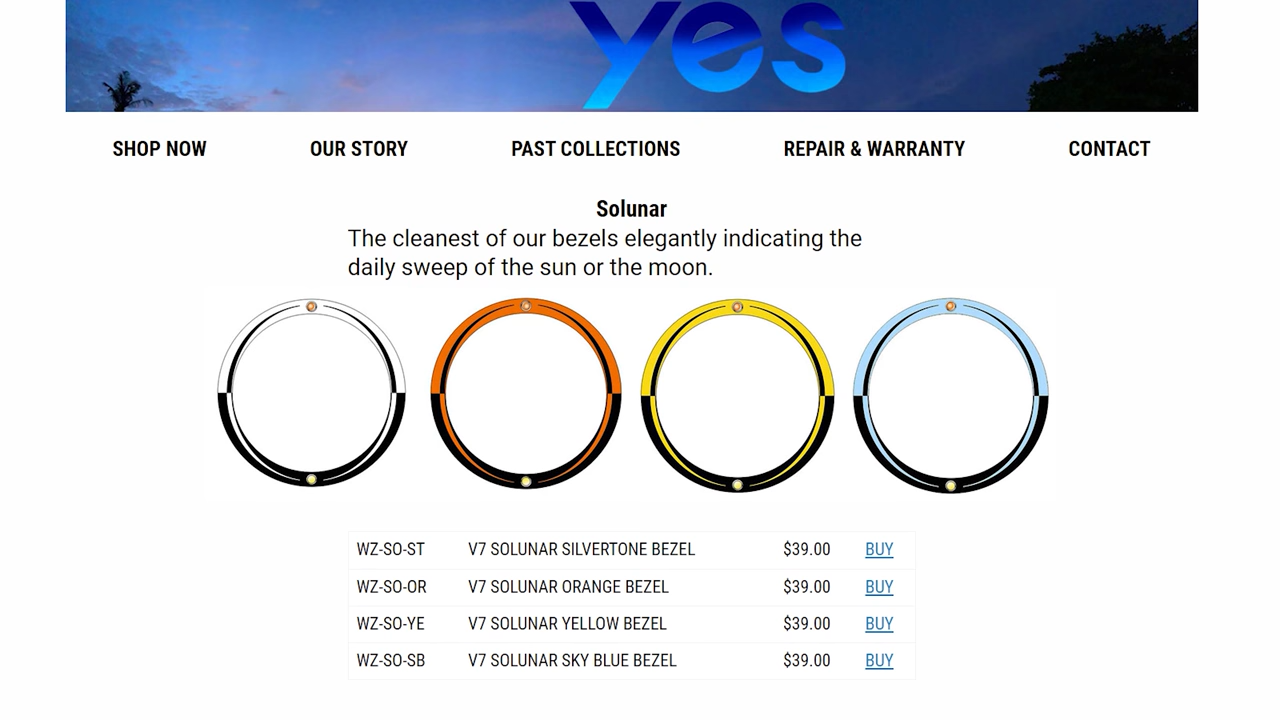 yes
SHOP NOW OUR STORY PAST COLLECTIONS REPAIR & WARRANTY CONTACT
Solunar
The cleanest of our bezels elegantly indicating the
daily sweep of the sun or the moon.
WZ-SO-ST V7 SOLUNAR SILVERTONE BEZEL $39.00 BUY
WZ-SO-OR V7 SOLUNAR ORANGE BEZEL $39.00 BUY
WZ-SO-YE V7 SOLUNAR YELLOW BEZEL $39.00 BUY
WZ-SO-SB V7 SOLUNAR SKY BLUE BEZEL $39.00 BUY